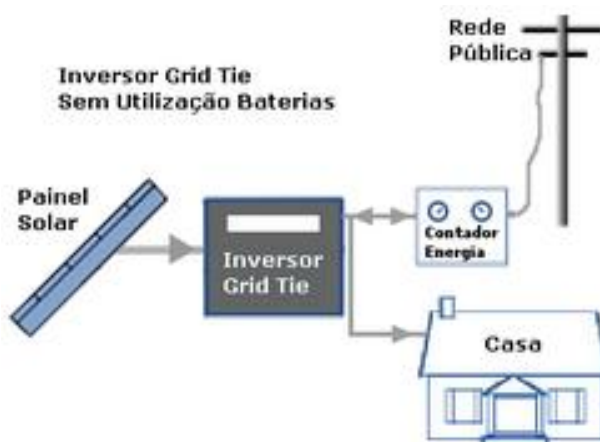 Rede
Pública
Inversor Grid Tie
Sem Utilização Baterias
Painel
Solar
Inversor
Grid Tie
Contador
Energia
Casa